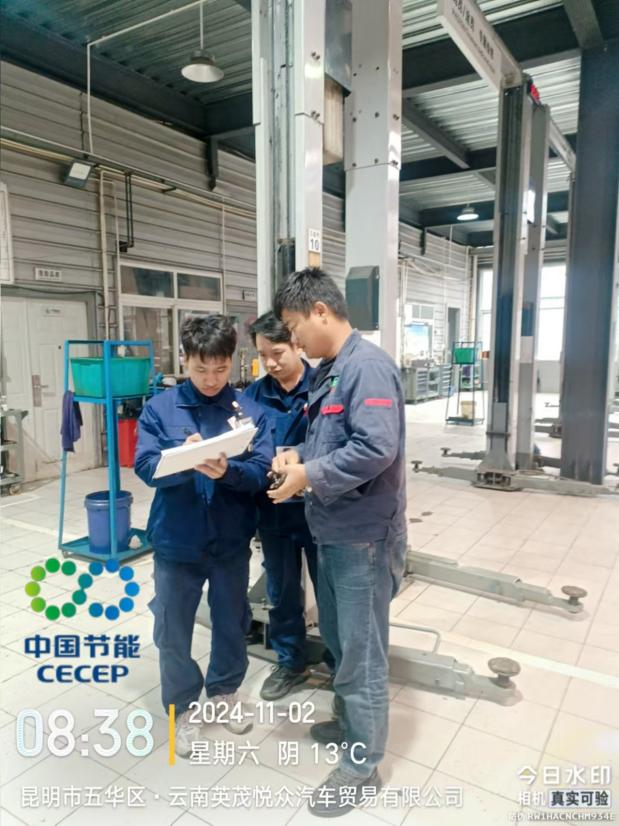 10
中国节能
CECEP
08:38
2024-11-02
星期六 阴 13°C
昆明市五华区·云南英茂悦众汽车贸易有限公司
今日水印
相机 真实可验
RW1HACNCHM934E